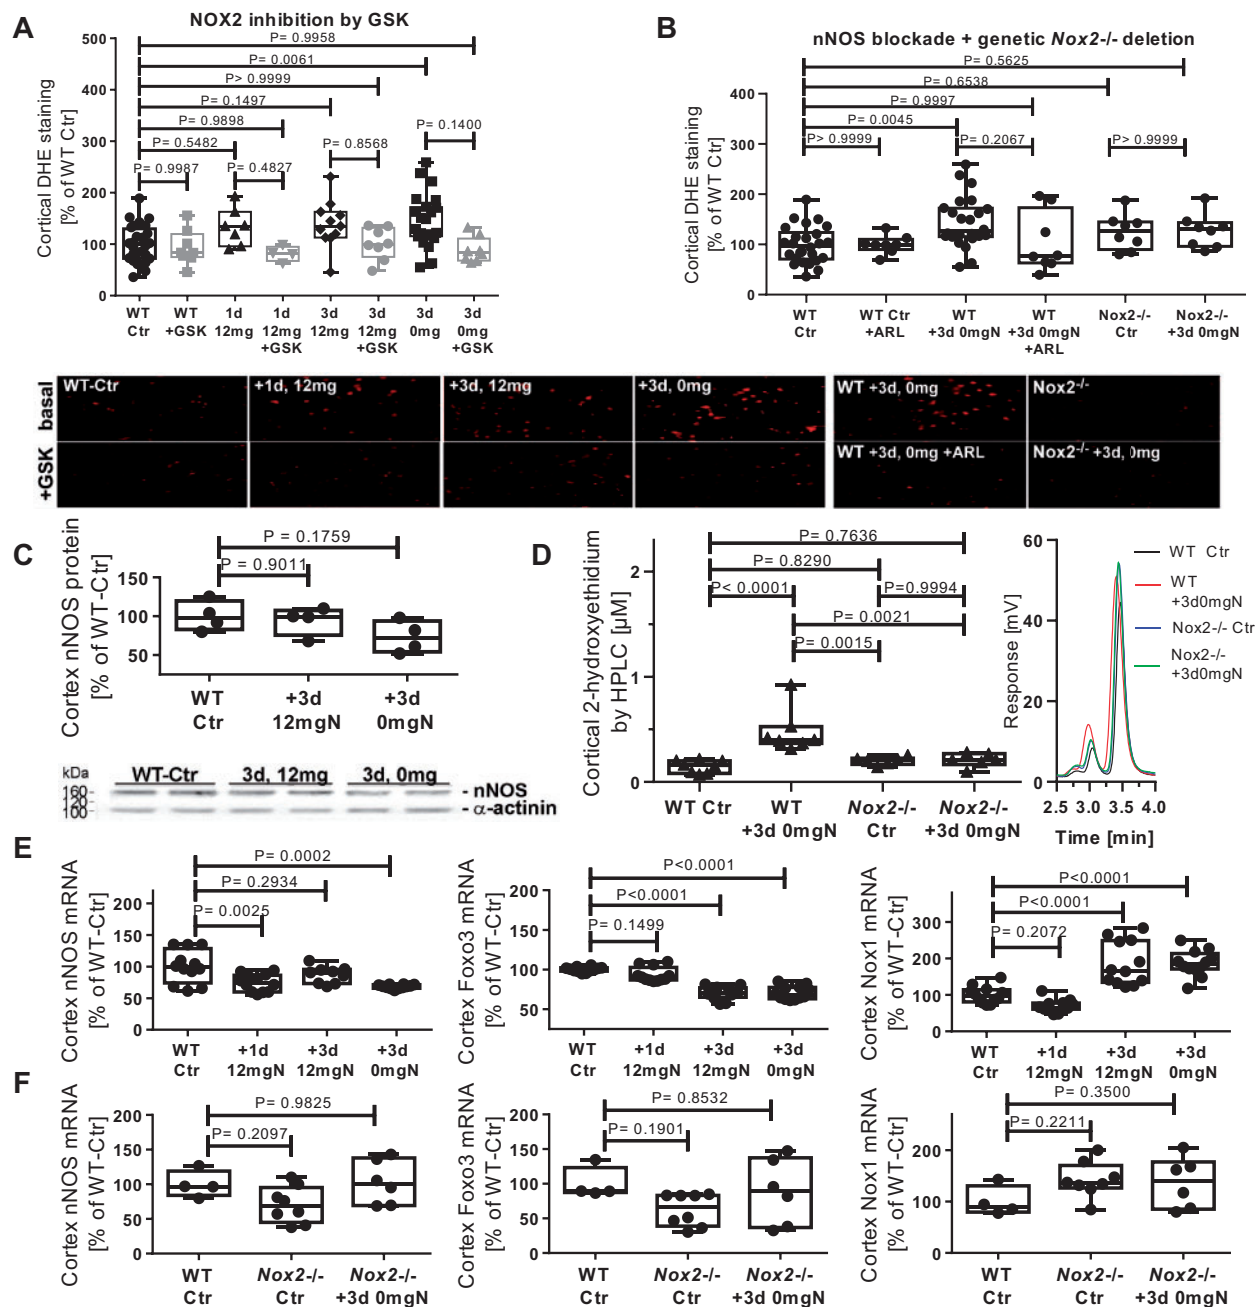 A
NOX2 inhibition by GSK
Cortical DHE staining
[% of WT Ctr]
500
400
300
200
100
0
P= 0.9958
P= 0.0061
P> 0.9999
P= 0.1497
P= 0.9898
P= 0.1400
P= 0.5482
P= 0.8568
P= 0.9987
P= 0.4827
WT Ctr
WT +GSK
1d 12mg
1d 12mg +GSK
3d 12mg
3d 12mg +GSK
3d 0mg
3d 0mg +GSK
B
nNOS blockade + genetic Nox2-/- deletion
Cortical DHE staining
[% of WT Ctr]
400
300
200
100
0
P= 0.5625
P= 0.6538
P= 0.9997
P= 0.0045
P> 0.9999
P= 0.2067
P> 0.9999
WT Ctr
WT Ctr +ARL
WT +3d 0mgN
WT +3d 0mgN +ARL
Nox2-/- Ctr
Nox2-/- +3d 0mgN
basal
+GSK
WT-Ctr
+1d, 12mg
+3d, 12mg
+3d, 0mg
WT +3d, 0mg
Nox2-/-
WT +3d, 0mg +ARL
Nox2-/- +3d, 0mg
C
Cortex nNOS protein
[% of WT-Ctr]
150
100
50
P = 0.1759
P = 0.9011
WT Ctr
+3d 12mgN
+3d 0mgN
kDa
160
120
100
WT-Ctr
3d, 12mg
3d, 0mg
- nNOS
- α-actinin
D
Cortical 2-hydroxyethidium
by HPLC [µM]
2
1
0
P = 0.7636
P = 0.8290
P< 0.0001
P=0.9994
P= 0.0021
P= 0.0015
WT Ctr
WT +3d 0mgN
Nox2-/- Ctr
Nox2-/- +3d 0mgN
Response [mV]
60
40
20
0
2.5 3.0 3.5 4.0
Time [min]
WT Ctr
WT
+3d0mgN
Nox2-/- Ctr
Nox2-/-
+3d0mgN
E
Cortex nNOS mRNA
[% of WT-Ctr]
200
150
100
50
0
P= 0.0002
P= 0.2934
P= 0.0025
WT Ctr
+1d 12mgN
+3d 12mgN
+3d 0mgN
Cortex Foxo3 mRNA
[% of WT-Ctr]
200
150
100
50
P<0.0001
P<0.0001
P= 0.1499
WT Ctr
+1d 12mgN
+3d 12mgN
+3d 0mgN
Cortex Nox1 mRNA
[% of WT-Ctr]
300
200
100
0
P<0.0001
P<0.0001
P= 0.2072
WT Ctr
+1d 12mgN
+3d 12mgN
+3d 0mgN
F
Cortex nNOS mRNA
[% of WT-Ctr]
200
150
100
50
0
P= 0.9825
P= 0.2097
WT Ctr
Nox2-/- Ctr
Nox2-/- +3d 0mgN
Cortex Foxo3 mRNA
[% of WT-Ctr]
200
150
100
50
0
P= 0.8532
P= 0.1901
WT Ctr
Nox2-/- Ctr
Nox2-/- +3d 0mgN
Cortex Nox1 mRNA
[% of WT-Ctr]
300
200
100
0
P= 0.3500
P= 0.2211
WT Ctr
Nox2-/- Ctr
Nox2-/- +3d 0mgN